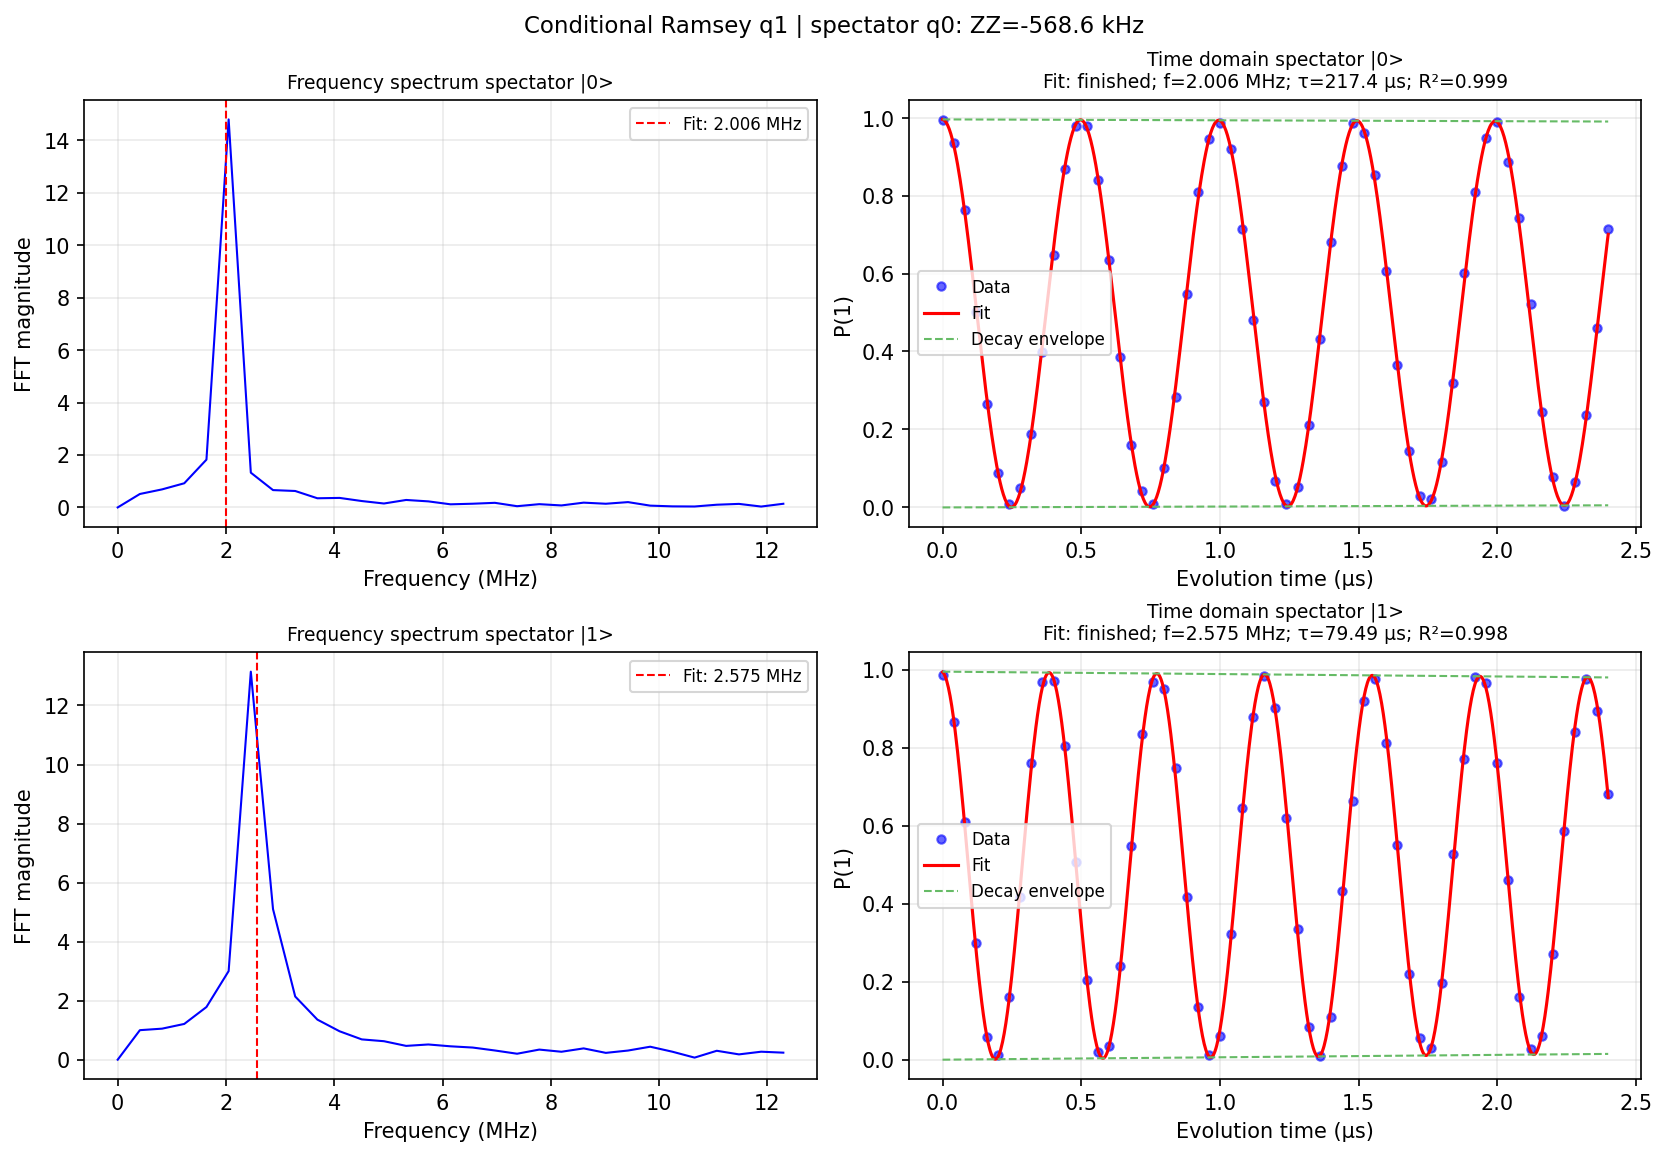 Conditional Ramsey q1 | spectator q0: ZZ=-568.6 kHz
Frequency spectrum spectator |0>
Fit: 2.006 MHz
FFT magnitude
14
12
10
8
6
4
2
0
0 2 4 6 8 10 12
Frequency (MHz)
Time domain spectator |0>
Fit: finished; f=2.006 MHz; τ=217.4 µs; R²=0.999
P(1)
1.0
0.8
0.6
0.4
0.2
0.0
Data
Fit
Decay envelope
0.0 0.5 1.0 1.5 2.0 2.5
Evolution time (µs)
Frequency spectrum spectator |1>
Fit: 2.575 MHz
FFT magnitude
12
10
8
6
4
2
0
0 2 4 6 8 10 12
Frequency (MHz)
Time domain spectator |1>
Fit: finished; f=2.575 MHz; τ=79.49 µs; R²=0.998
P(1)
1.0
0.8
0.6
0.4
0.2
0.0
Data
Fit
Decay envelope
0.0 0.5 1.0 1.5 2.0 2.5
Evolution time (µs)